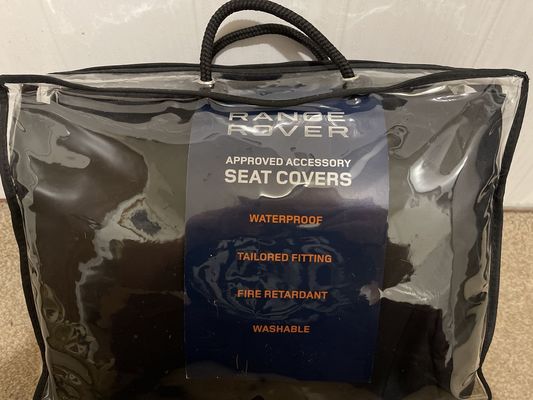 RANGE
ROVER
APPROVED ACCESSORY
SEAT COVERS
WATERPROOF
TAILORED FITTING
FIRE RETARDANT
WASHABLE